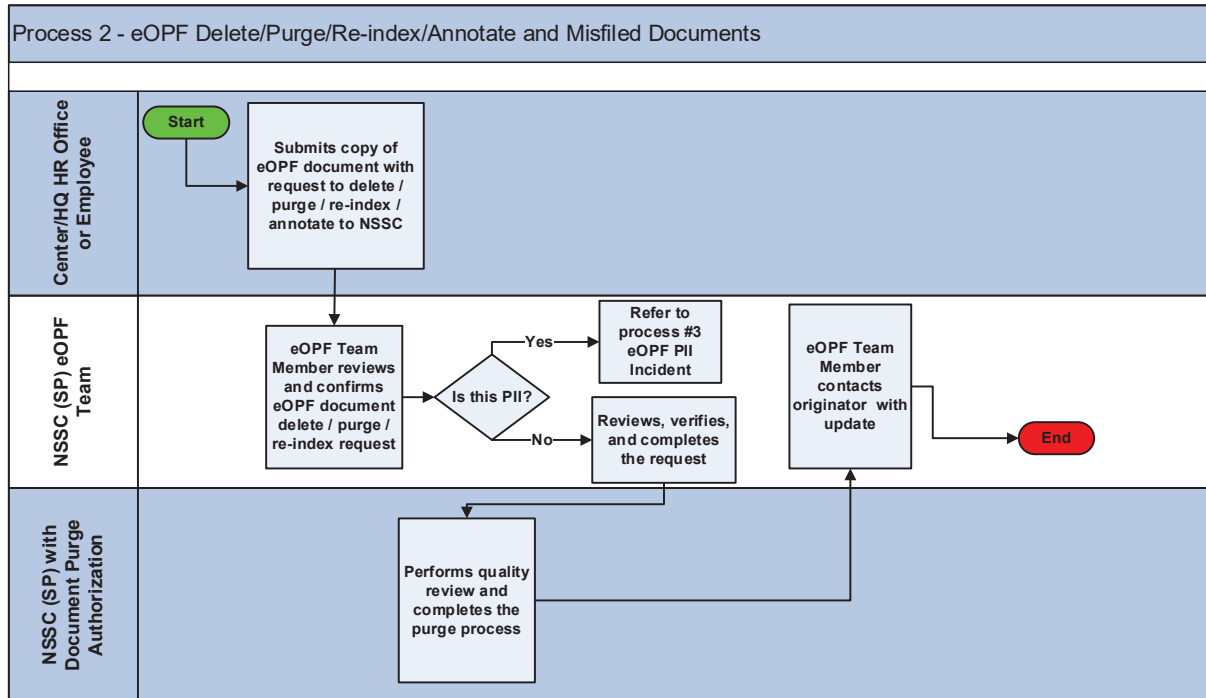 Process 2 - eOPF Delete/Purge/Re-index/Annotate and Misfiled Documents
Center/HQ HR Office
or Employee
Start
Submits copy of
eOPF document with
request to delete /
purge / re-index /
annotate to NSSC
NSSC (SP) eOPF
Team
eOPF Team
Member reviews
and confirms
eOPF document
delete / purge /
re-index request
Is this PII?
Yes
Refer to
process #3
eOPF PII
Incident
No
Reviews, verifies,
and completes
the request
eOPF Team
Member
contacts
originator with
update
End
NSSC (SP) with
Document Purge
Authorization
Performs quality
review and
completes the
purge process